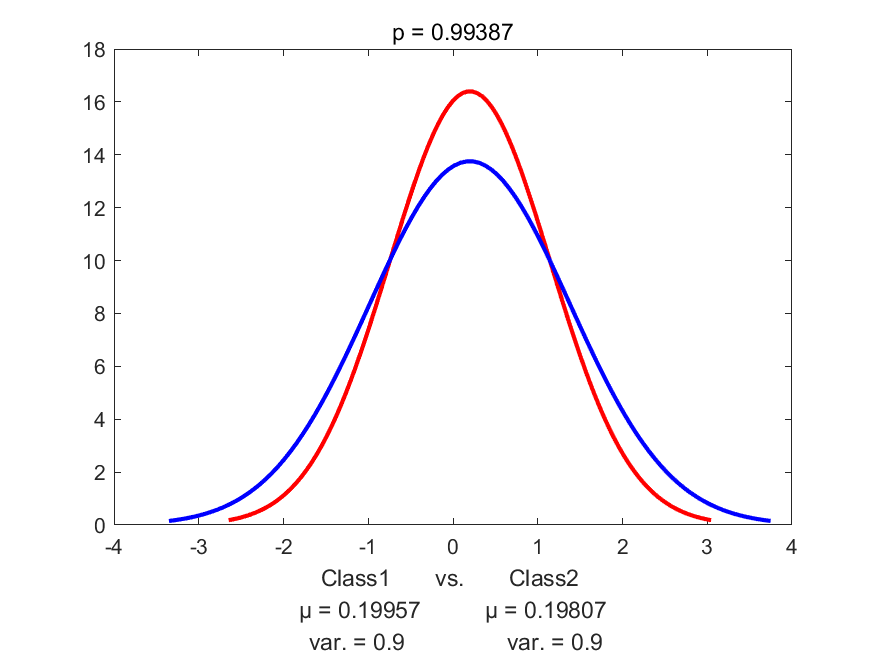 p = 0.99387
18
16
14
12
10
8
6
4
2
0
-4 -3 -2 -1 0 1 2 3 4
Class1 vs. Class2
μ = 0.19957 μ = 0.19807
var. = 0.9 var. = 0.9